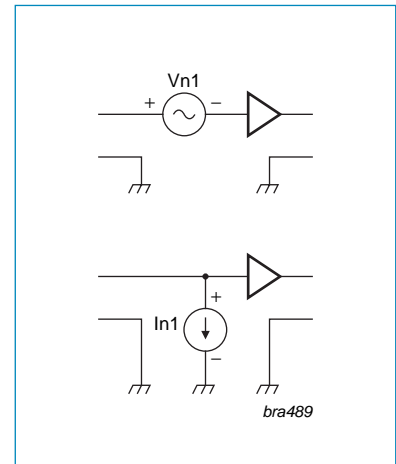 Vn1
+ −
+
In1
−
bra489